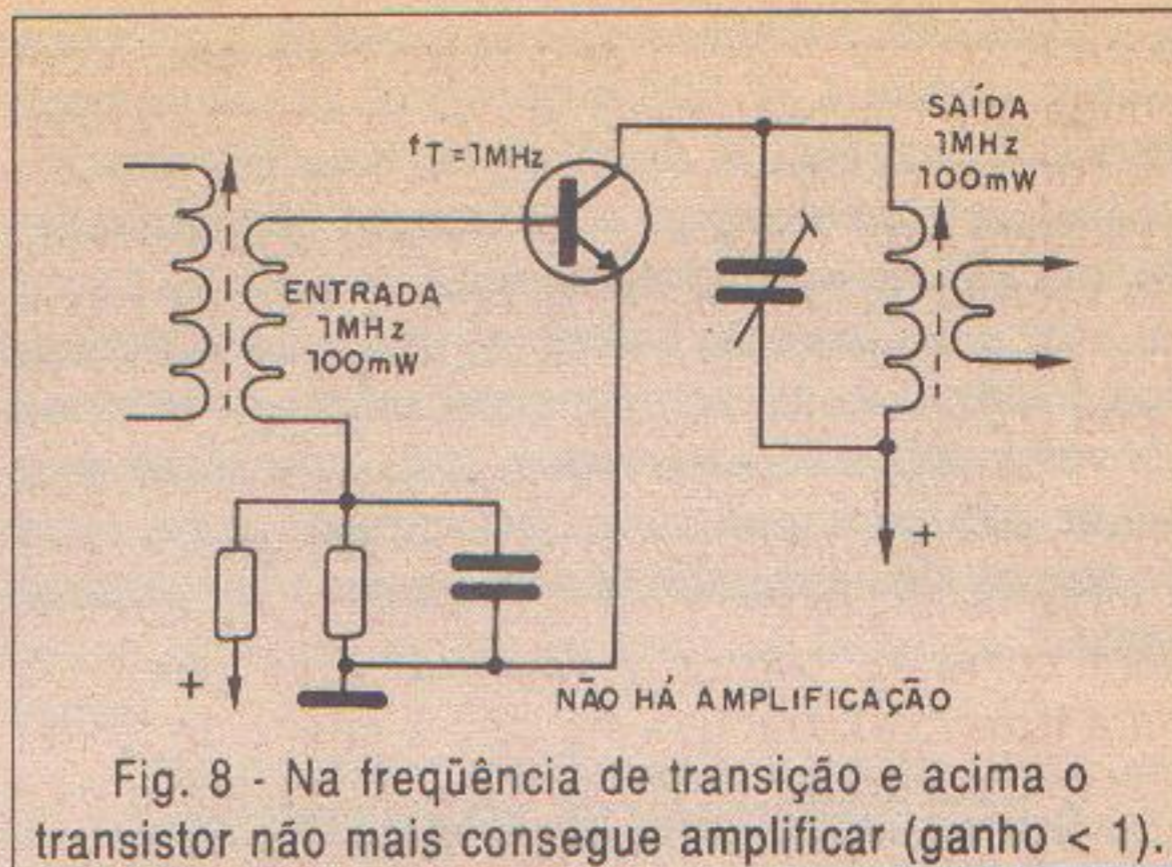 SAÍDA
1MHz
100mW
fT = 1MHz
ENTRADA
1MHz
100mW
+
+
NÃO HÁ AMPLIFICAÇÃO
Fig. 8 - Na freqüência de transição e acima o
transistor não mais consegue amplificar (ganho < 1).